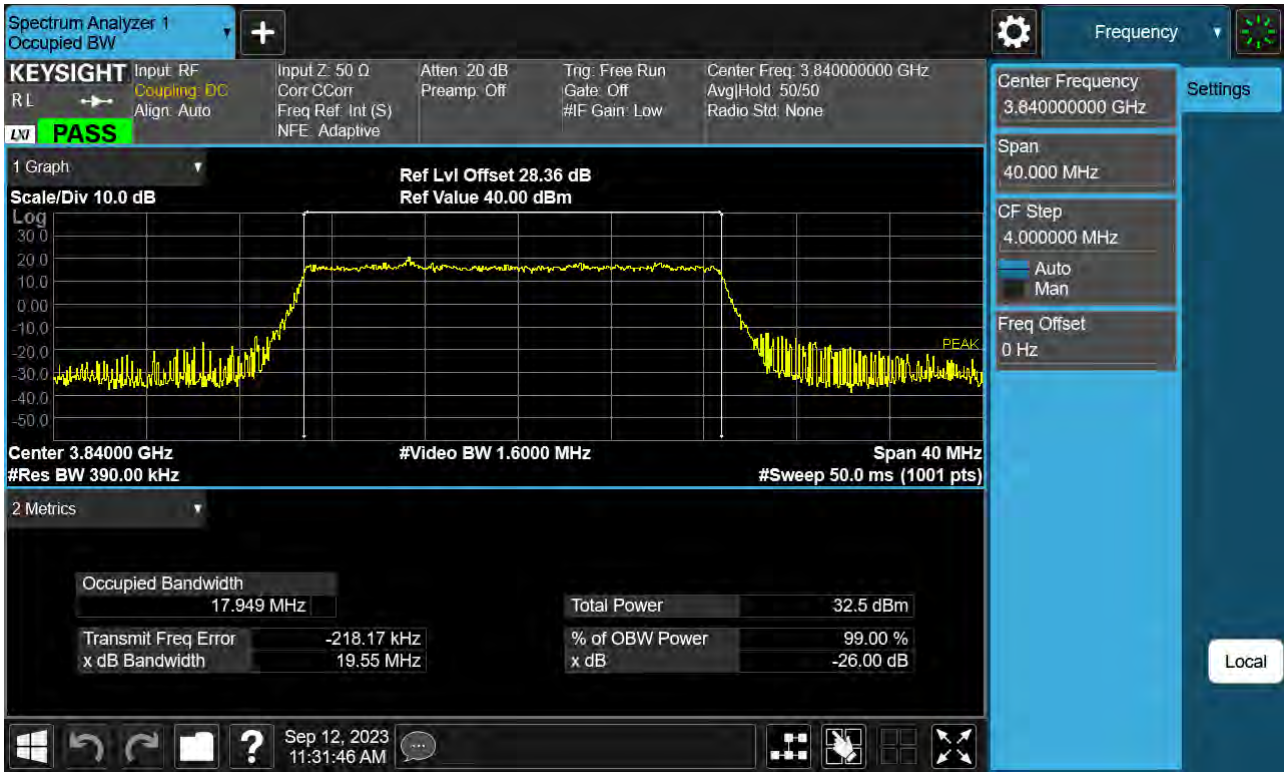 Spectrum Analyzer 1
Occupied BW
+
Frequency
KEYSIGHT
RL
LXI
PASS
Input: RF
Coupling: DC
Align: Auto
Input Z: 50 Ω
Corr CCorr
Freq Ref: Int (S)
NFE: Adaptive
Atten: 20 dB
Preamp: Off
Trig: Free Run
Gate: Off
#IF Gain: Low
Center Freq: 3.840000000 GHz
Avg|Hold: 50/50
Radio Std: None
1 Graph
Scale/Div 10.0 dB
Ref Lvl Offset 28.36 dB
Ref Value 40.00 dBm
Log
30.0
20.0
10.0
0.00
-10.0
-20.0
-30.0
-40.0
-50.0
PEAK
Center 3.84000 GHz
#Video BW 1.6000 MHz
Span 40 MHz
#Res BW 390.00 kHz
#Sweep 50.0 ms (1001 pts)
2 Metrics
Occupied Bandwidth
17.949 MHz
Total Power 32.5 dBm
Transmit Freq Error -218.17 kHz
% of OBW Power 99.00 %
x dB Bandwidth 19.55 MHz
x dB -26.00 dB
Center Frequency
3.840000000 GHz
Settings
Span
40.000 MHz
CF Step
4.000000 MHz
Auto
Man
Freq Offset
0 Hz
Local
?
Sep 12, 2023
11:31:46 AM